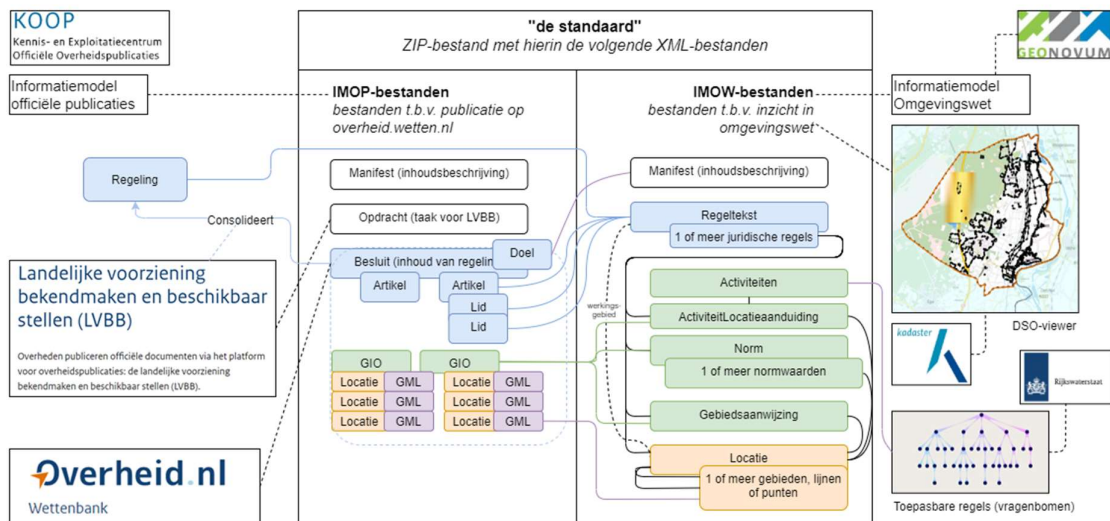 KOOP
Kennis- en Exploitatiecentrum
Officiële Overheidspublicaties
"de standaard"
ZIP-bestand met hierin de volgende XML-bestanden
GEONOVUM
Informatiemodel
officiële publicaties
IMOP-bestanden
bestanden t.b.v. publicatie op
overheid.wetten.nl
IMOW-bestanden
bestanden t.b.v. inzicht in
omgevingswet
Informatiemodel
Omgevingswet
Regeling
Consolideert
Manifest (inhoudsbeschrijving)
Opdracht (taak voor LVBB)
Besluit (inhoud van regelin
Doel
Artikel
Artikel
Lid
Lid
GIO
GIO
Locatie GML Locatie GML
Locatie GML Locatie GML
Locatie GML Locatie GML
Manifest (inhoudsbeschrijving)
Regeltekst
1 of meer juridische regels
Activiteiten
werkings-
gebied
ActiviteitLocatieaanduiding
Norm
1 of meer normwaarden
Gebiedsaanwijzing
Locatie
1 of meer gebieden, lijnen
of punten
Landelijke voorziening
bekendmaken en beschikbaar
stellen (LVBB)
Overheden publiceren officiële documenten via het platform
voor overheidspublicaties: de landelijke voorziening
bekendmaken en beschikbaar stellen (LVBB).
Overheid.nl
Wettenbank
DSO-viewer
kadaster
Rijkswaterstaat
Toepasbare regels (vragenbomen)